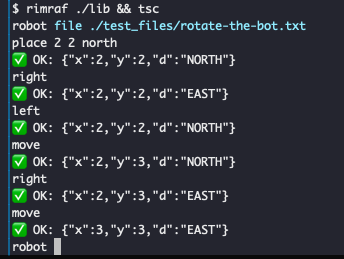 $ rimraf ./lib && tsc
robot file ./test_files/rotate-the-bot.txt
place 2 2 north
✅ OK: {"x":2,"y":2,"d":"NORTH"}
right
✅ OK: {"x":2,"y":2,"d":"EAST"}
left
✅ OK: {"x":2,"y":2,"d":"NORTH"}
move
✅ OK: {"x":2,"y":3,"d":"NORTH"}
right
✅ OK: {"x":2,"y":3,"d":"EAST"}
move
✅ OK: {"x":3,"y":3,"d":"EAST"}
robot